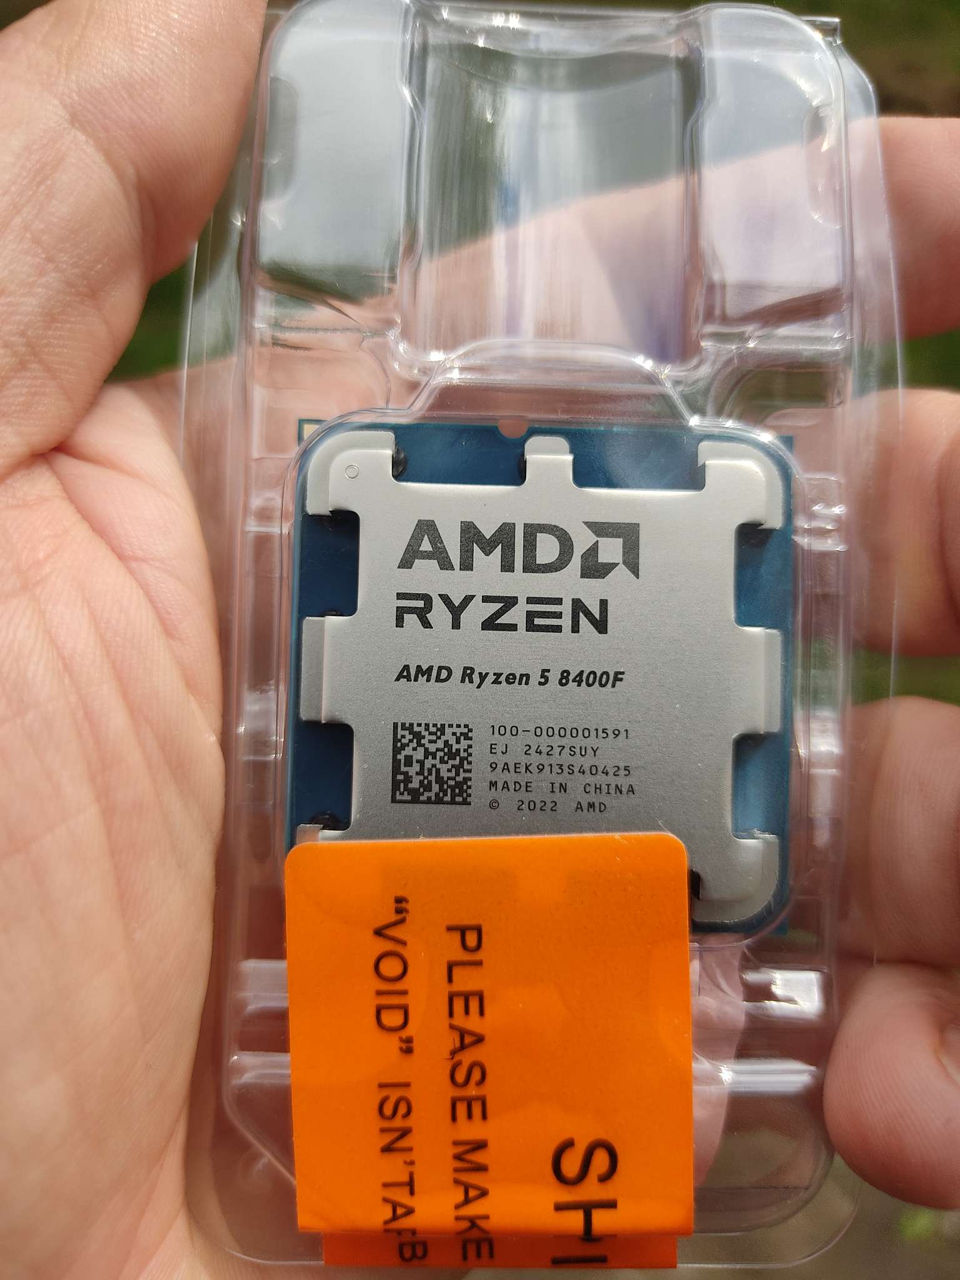 AMD
RYZEN
AMD Ryzen 5 8400F
100-000001591
EJ 2427SUY
9AEK913S40425
MADE IN CHINA
© 2022 AMD
SHI
PLEASE MAKE
“VOID” ISN’T